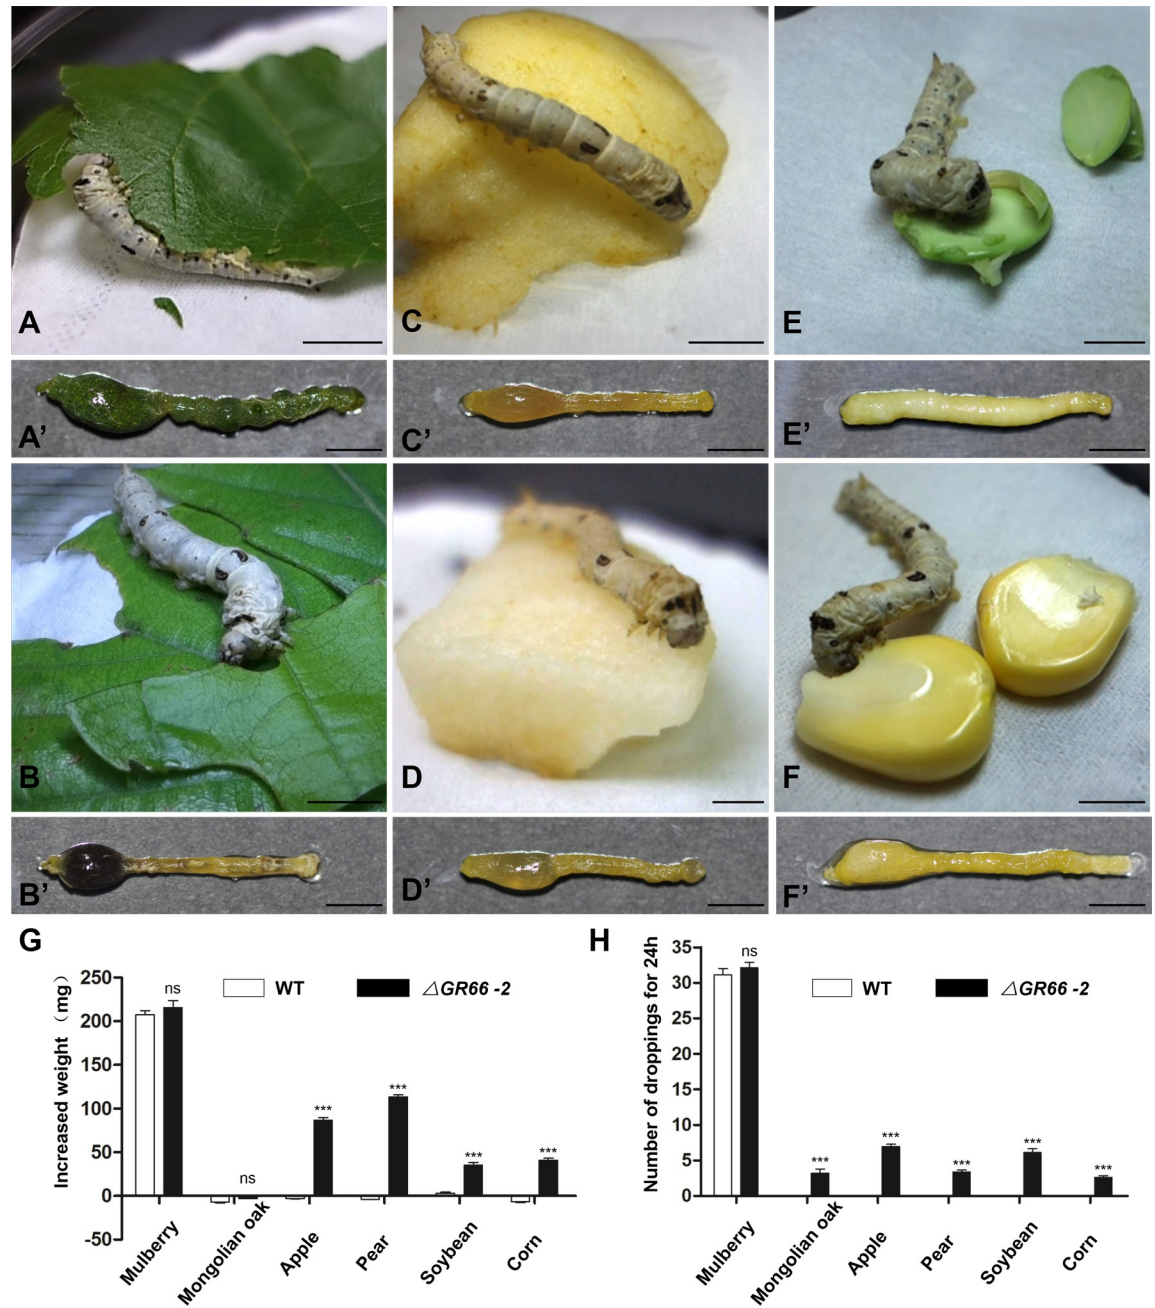 A
C
E
A’
C’
E’
B
D
F
B’
D’
F’
G
Increased weight（mg）
250
200
150
100
50
0
-50
WT
△GR66 -2
ns
ns
***
***
***
***
Mulberry
Mongolian oak
Apple
Pear
Soybean
Corn
H
Number of droppings for 24h
35
30
25
20
15
10
5
0
WT
△GR66 -2
ns
***
***
***
***
***
Mulberry
Mongolian oak
Apple
Pear
Soybean
Corn